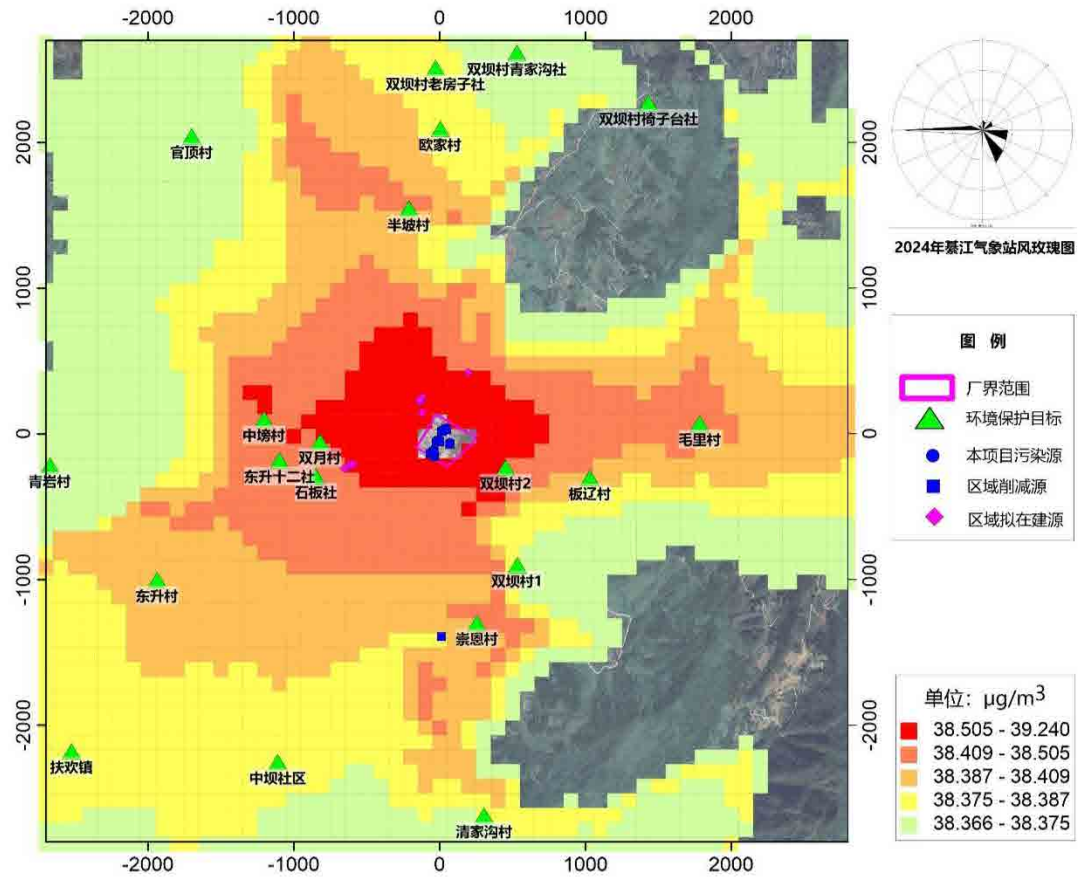 -2000
-1000
0
1000
2000
双坝村青家沟社
双坝村老房子社
双坝村椅子台社
2000
2000
欧家村
官顶村
半坡村
2024年綦江气象站风玫瑰图
1000
1000
图 例
厂界范围
环境保护目标
0
0
中塝村
毛里村
双月村
本项目污染源
东升十二社
青岩村
石板社
双坝村2
板辽村
区域削减源
区域拟在建源
-1000
-1000
双坝村1
东升村
崇恩村
单位：μg/m3
38.505 - 39.240
-2000
-2000
38.409 - 38.505
扶欢镇
中坝社区
38.387 - 38.409
38.375 - 38.387
清家沟村
38.366 - 38.375
-2000
-1000
0
1000
2000